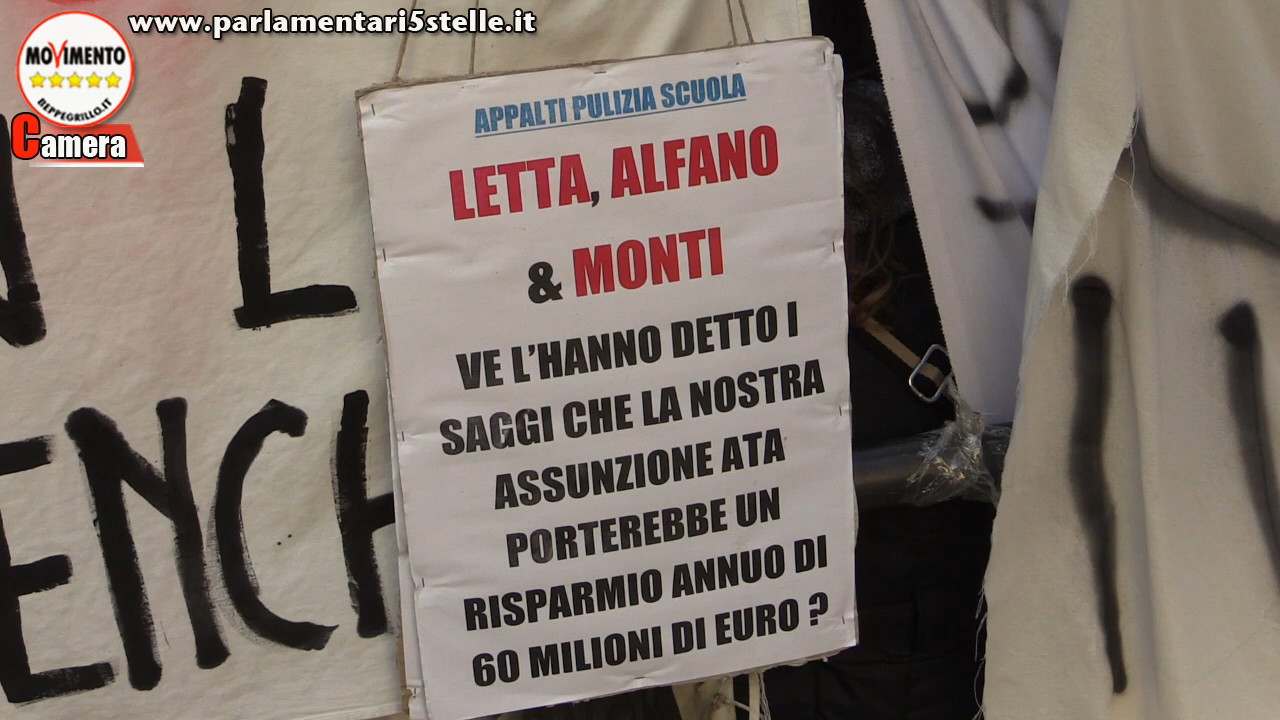 www.parlamentari5stelle.it
MOVIMENTO
BEPPEGRILLO.IT
Camera
L
ENCH
APPALTI PULIZIA SCUOLA
LETTA, ALFANO
& MONTI
VE L'HANNO DETTO I
SAGGI CHE LA NOSTRA
ASSUNZIONE ATA
PORTEREBBE UN
RISPARMIO ANNUO DI
60 MILIONI DI EURO ?